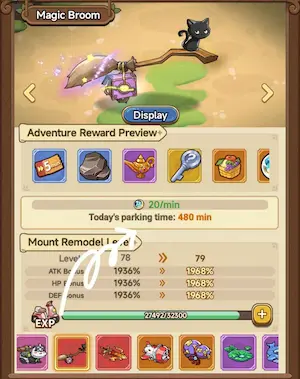 Magic Broom
Display
Adventure Reward Preview
5
20/min
Today's parking time: 480 min
Mount Remodel Level
Level 78 79
ATK Bonus 1936% 1968%
HP Bonus 1936% 1968%
DEF Bonus 1936% 1968%
EXP 27492/32300